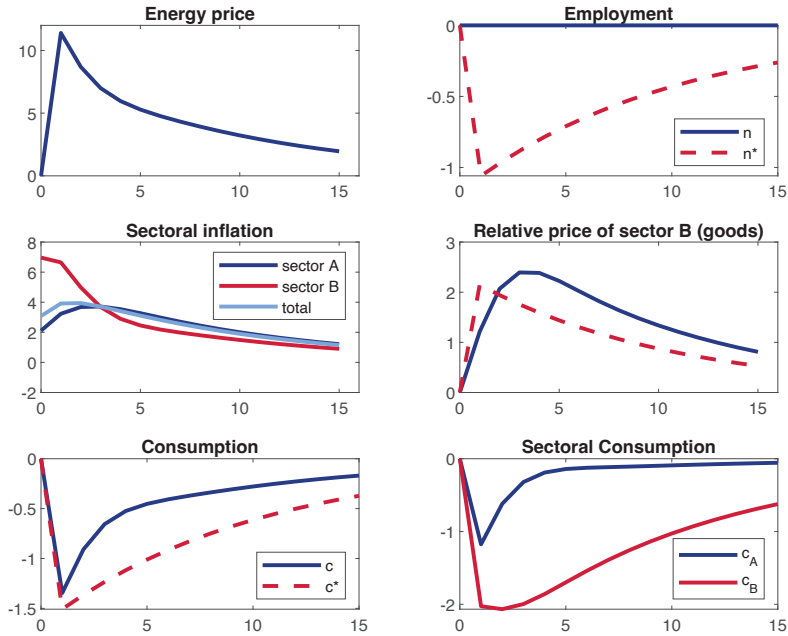 Energy price
10
5
0
0 5 10 15
Employment
0
-0.5
-1
n
n*
0 5 10 15
Sectoral inflation
8
6
4
2
0
-2
sector A
sector B
total
0 5 10 15
Relative price of sector B (goods)
3
2
1
0
0 5 10 15
Consumption
0
-0.5
-1
-1.5
c
c*
0 5 10 15
Sectoral Consumption
0
-1
-2
c_A
c_B
0 5 10 15